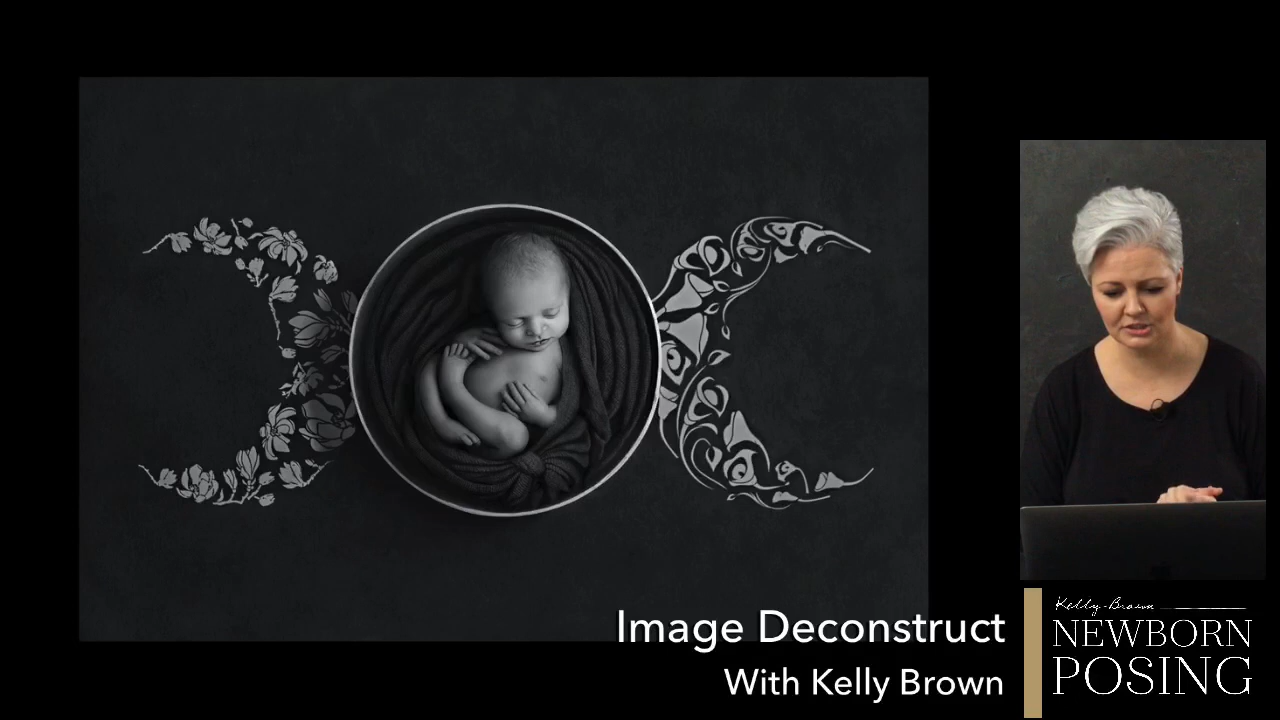 Image Deconstruct
With Kelly Brown
Kelly Brown
NEWBORN
POSING